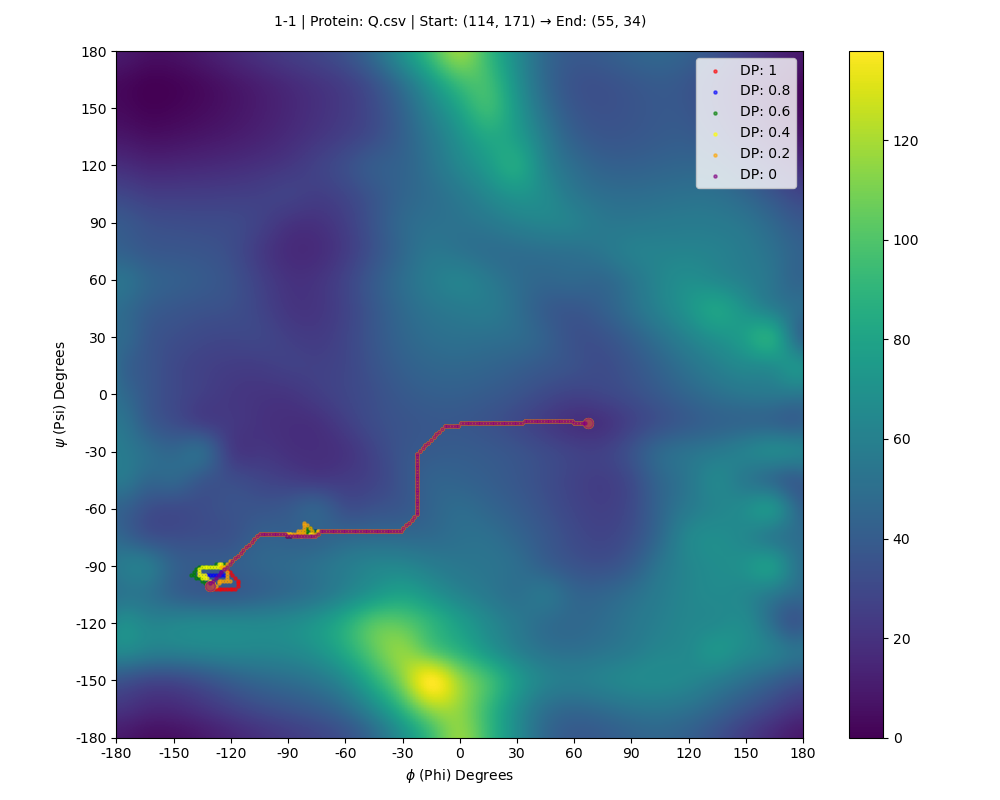 1-1 | Protein: Q.csv | Start: (114, 171) → End: (55, 34)
DP: 1
DP: 0.8
DP: 0.6
DP: 0.4
DP: 0.2
DP: 0
180
150
120
90
60
30
0
-30
-60
-90
-120
-150
-180
ψ (Psi) Degrees
-180 -150 -120 -90 -60 -30 0 30 60 90 120 150 180
ϕ (Phi) Degrees
120
100
80
60
40
20
0